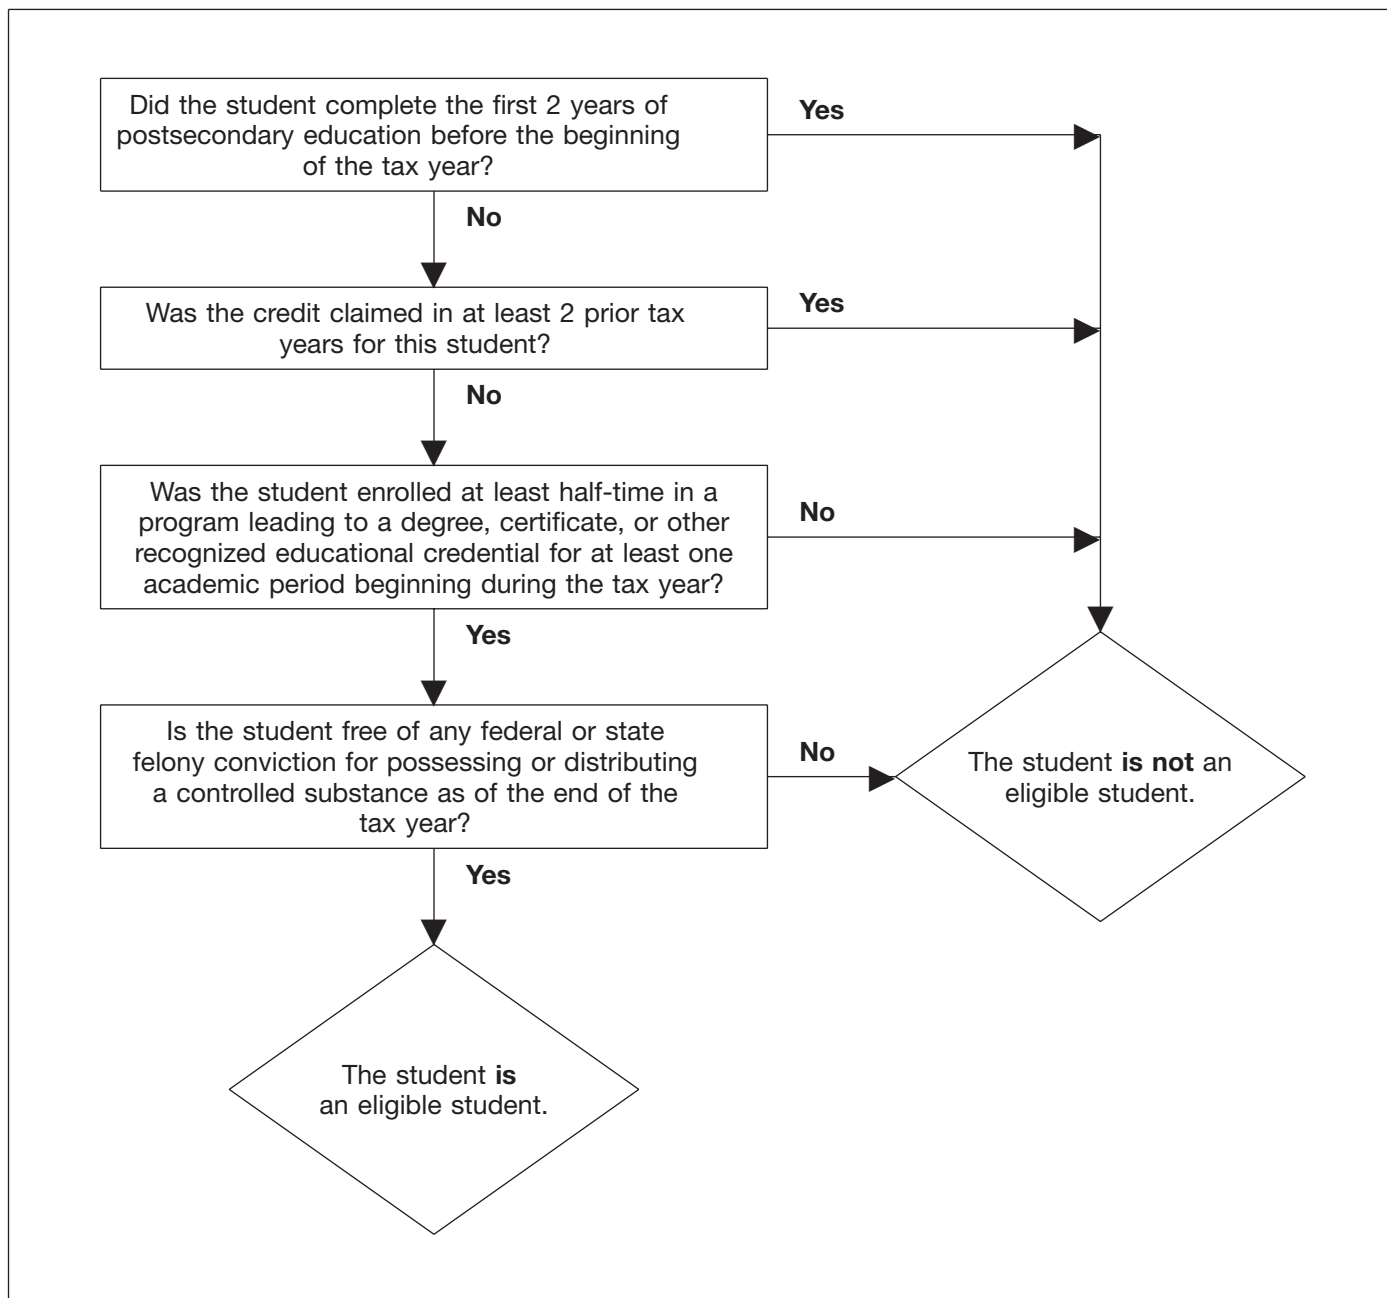 Did the student complete the first 2 years of
postsecondary education before the beginning
of the tax year?
Yes
No
Was the credit claimed in at least 2 prior tax
years for this student?
Yes
No
Was the student enrolled at least half-time in a
program leading to a degree, certificate, or other
recognized educational credential for at least one
academic period beginning during the tax year?
No
Yes
Is the student free of any federal or state
felony conviction for possessing or distributing
a controlled substance as of the end of the
tax year?
No
The student is not an
eligible student.
Yes
The student is
an eligible student.